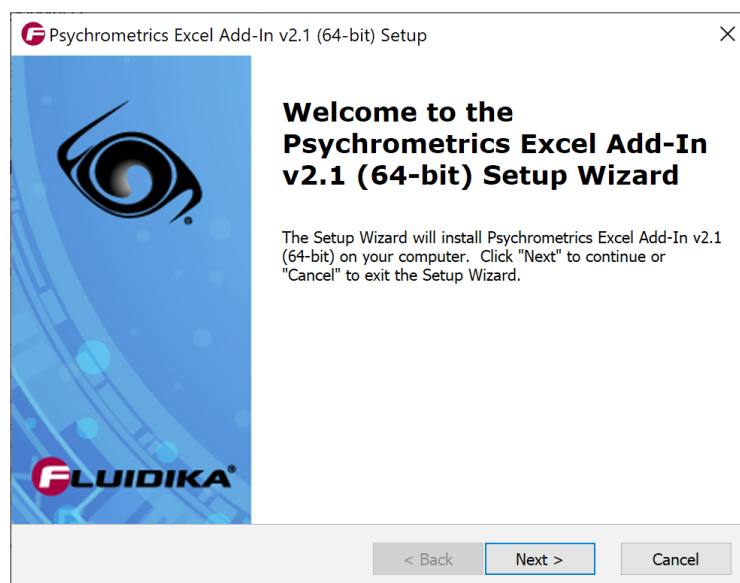 Psychrometrics Excel Add-In v2.1 (64-bit) Setup
Welcome to the
Psychrometrics Excel Add-In
v2.1 (64-bit) Setup Wizard
The Setup Wizard will install Psychrometrics Excel Add-In v2.1
(64-bit) on your computer. Click "Next" to continue or
"Cancel" to exit the Setup Wizard.
FLUIDIKA®
< Back
Next >
Cancel